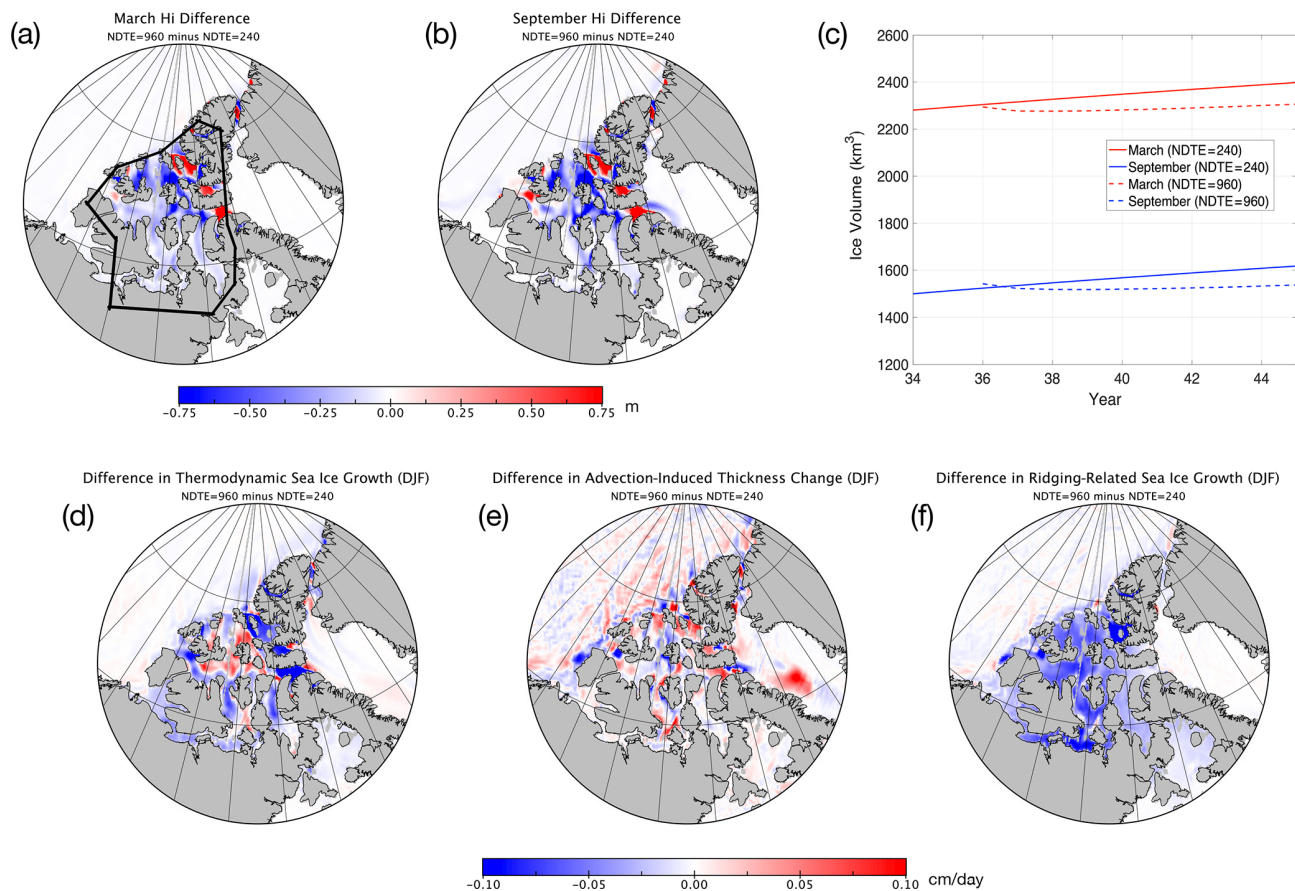 (a)
March Hi Difference
NDTE=960 minus NDTE=240
(b)
September Hi Difference
NDTE=960 minus NDTE=240
(c)
2600
2400
2200
2000
1800
1600
1400
1200
Ice Volume (km³)
34 36 38 40 42 44
Year
March (NDTE=240)
September (NDTE=240)
March (NDTE=960)
September (NDTE=960)
−0.75 −0.50 −0.25 0.00 0.25 0.50 0.75 m
Difference in Thermodynamic Sea Ice Growth (DJF)
NDTE=960 minus NDTE=240
(d)
Difference in Advection-Induced Thickness Change (DJF)
NDTE=960 minus NDTE=240
(e)
Difference in Ridging-Related Sea Ice Growth (DJF)
NDTE=960 minus NDTE=240
(f)
−0.10 −0.05 0.00 0.05 0.10 cm/day